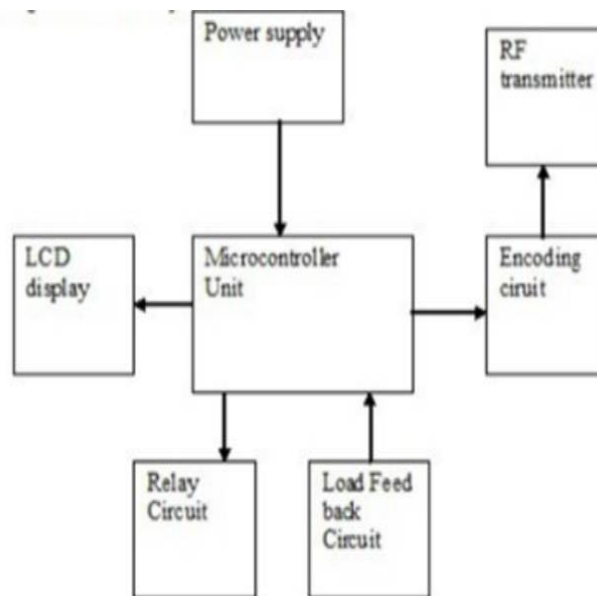 Power supply
RF
transmitter
LCD
display
Microcontroller
Unit
Encoding
ciruit
Relay
Circuit
Load Feed
back
Circuit